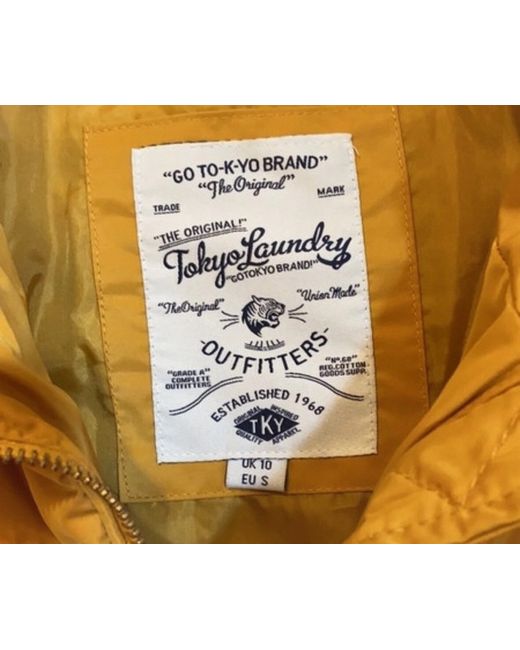 "GO TO-K-YO BRAND"
"The Original"
TRADE MARK
"THE ORIGINAL!"
Tokyo Laundry
"GOTOKYO BRAND!"
"The Original" "Union Made"
-OUTFITTERS-
"GRADE A"
COMPLETE
OUTFITTERS
"No.68"
REG.COTTON
GOODS SUPP.
ESTABLISHED 1968
ORIGINAL INSPIRED
TKY
QUALITY APPAREL
UK 10
EU S